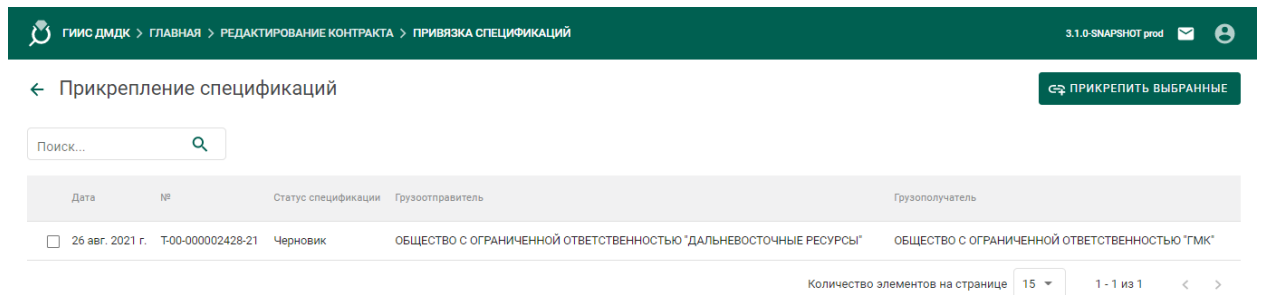 ГИИС ДМДК > ГЛАВНАЯ > РЕДАКТИРОВАНИЕ КОНТРАКТА > ПРИВЯЗКА СПЕЦИФИКАЦИЙ 3.1.0-SNAPSHOT prod
Прикрепление спецификаций ПРИКРЕПИТЬ ВЫБРАННЫЕ
Поиск...
Дата № Статус спецификации Грузоотправитель Грузополучатель
26 авг. 2021 г. T-00-000002428-21 Черновик ОБЩЕСТВО С ОГРАНИЧЕННОЙ ОТВЕТСТВЕННОСТЬЮ "ДАЛЬНЕВОСТОЧНЫЕ РЕСУРСЫ" ОБЩЕСТВО С ОГРАНИЧЕННОЙ ОТВЕТСТВЕННОСТЬЮ "ГМК"
Количество элементов на странице 15 1 - 1 из 1